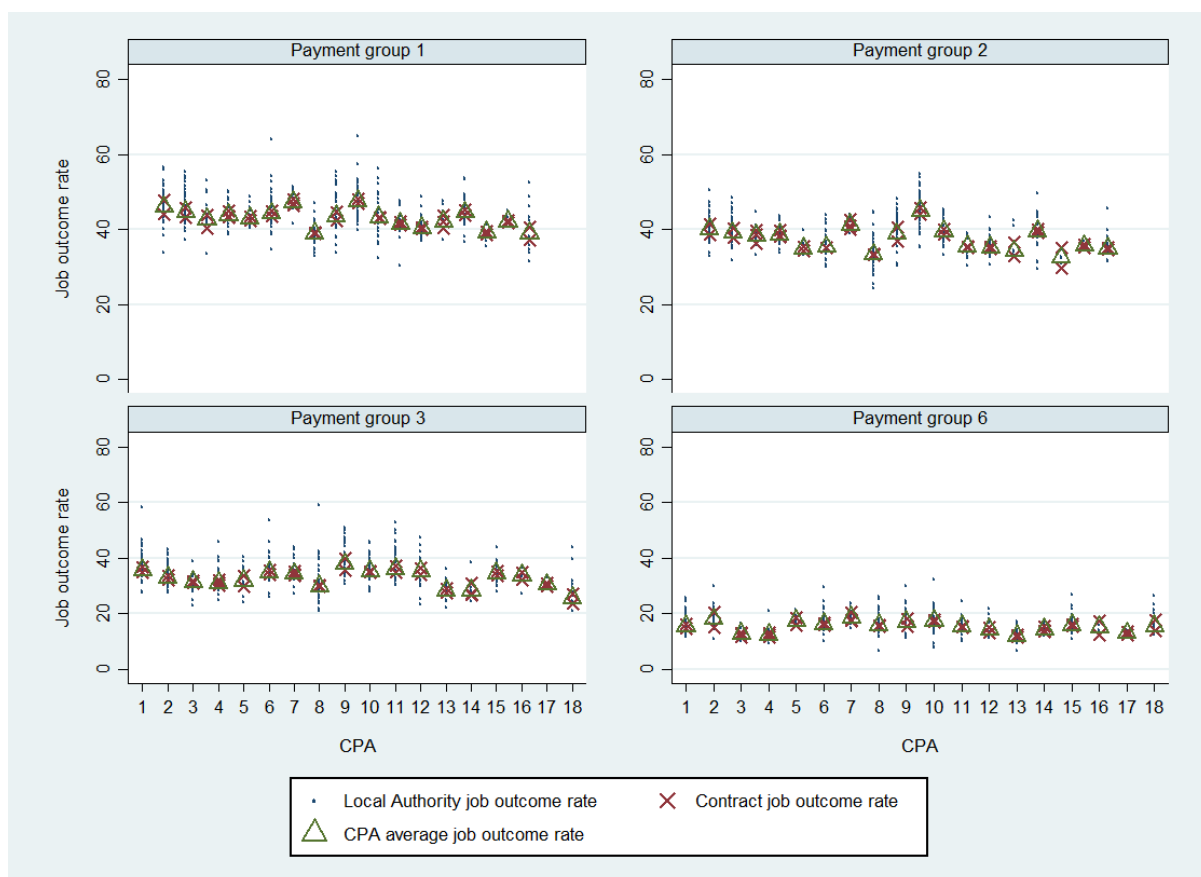 Payment group 1
Payment group 2
80
60
40
20
0
Job outcome rate
80
60
40
20
0
Payment group 3
Payment group 6
80
60
40
20
0
Job outcome rate
80
60
40
20
0
1 2 3 4 5 6 7 8 9 10 11 12 13 14 15 16 17 18
1 2 3 4 5 6 7 8 9 10 11 12 13 14 15 16 17 18
CPA
CPA
Local Authority job outcome rate
Contract job outcome rate
CPA average job outcome rate